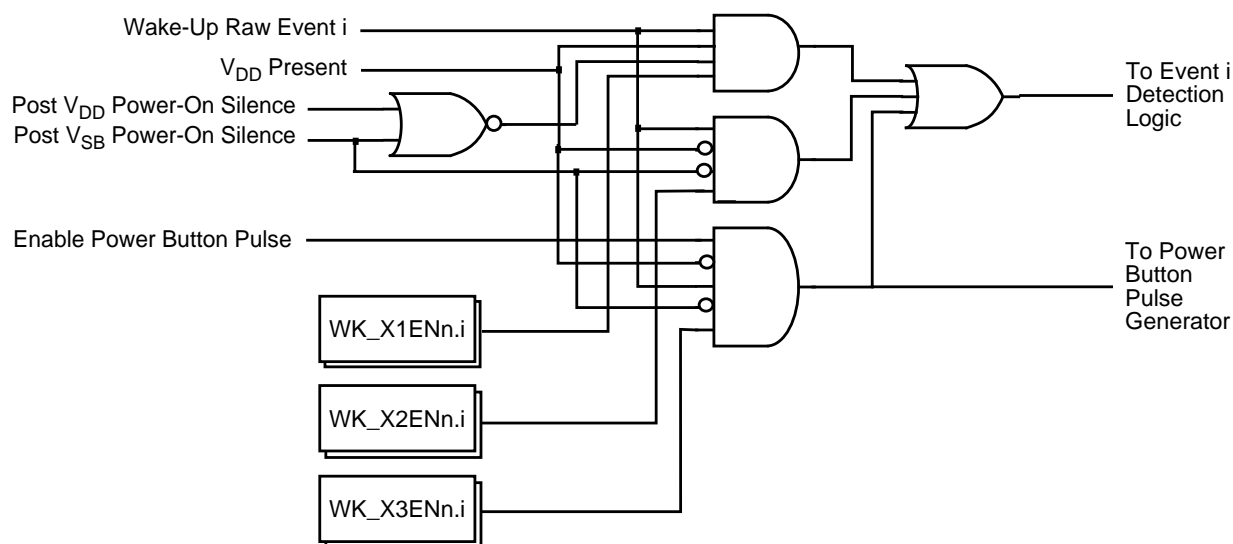 Wake-Up Raw Event i
VDD Present
Post VDD Power-On Silence
Post VSB Power-On Silence
Enable Power Button Pulse
WK_X1ENn.i
WK_X2ENn.i
WK_X3ENn.i
To Event i
Detection
Logic
To Power
Button
Pulse
Generator